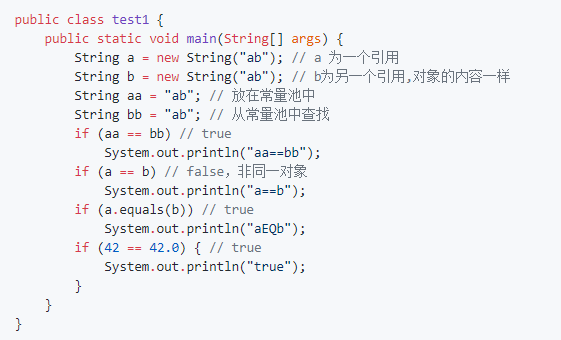 public class test1 {
    public static void main(String[] args) {
        String a = new String("ab"); // a 为一个引用
        String b = new String("ab"); // b为另一个引用,对象的内容一样
        String aa = "ab"; // 放在常量池中
        String bb = "ab"; // 从常量池中查找
        if (aa == bb) // true
            System.out.println("aa==bb");
        if (a == b) // false，非同一对象
            System.out.println("a==b");
        if (a.equals(b)) // true
            System.out.println("aEQb");
        if (42 == 42.0) { // true
            System.out.println("true");
        }
    }
}